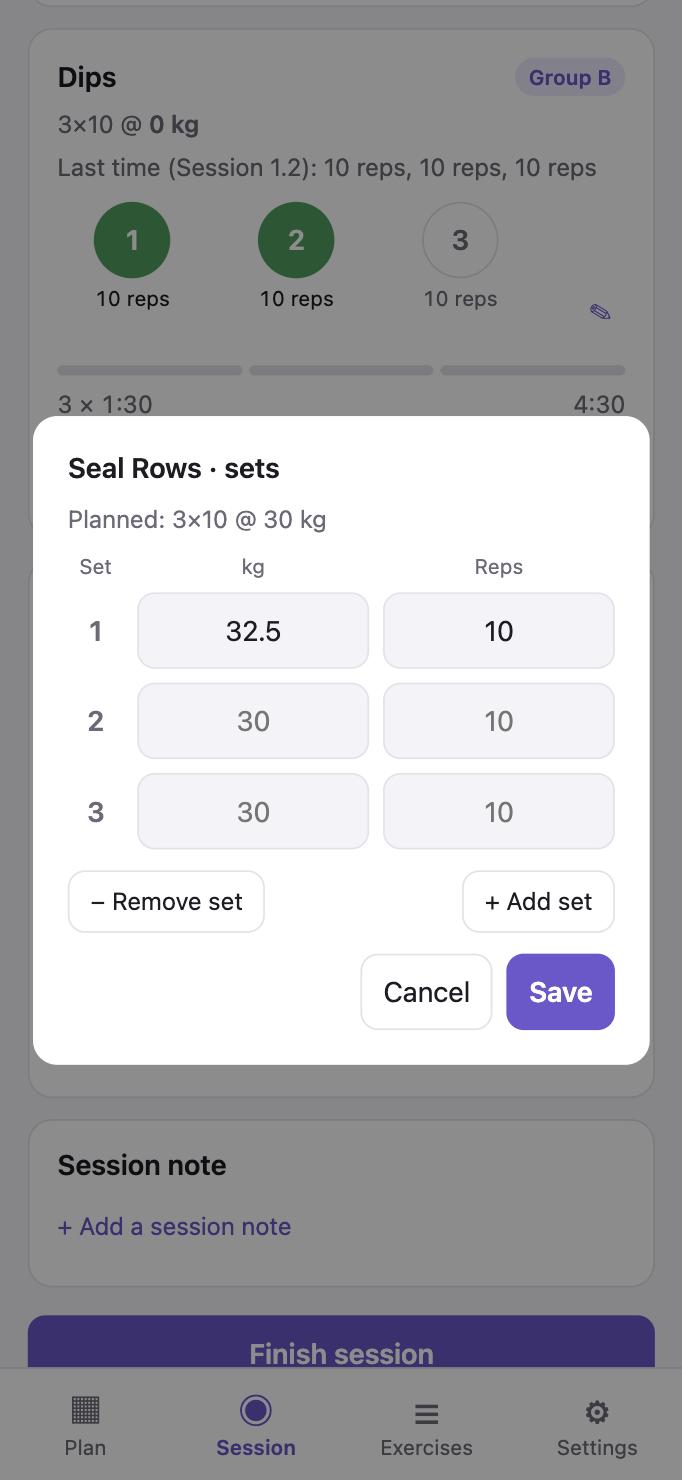 Dips
Group B
3×10 @ 0 kg
Last time (Session 1.2): 10 reps, 10 reps, 10 reps
1 2 3
10 reps 10 reps 10 reps
3 × 1:30 4:30
Seal Rows · sets
Planned: 3×10 @ 30 kg
Set kg Reps
1 32.5 10
2 30 10
3 30 10
– Remove set + Add set
Cancel Save
Session note
+ Add a session note
Finish session
Plan Session Exercises Settings